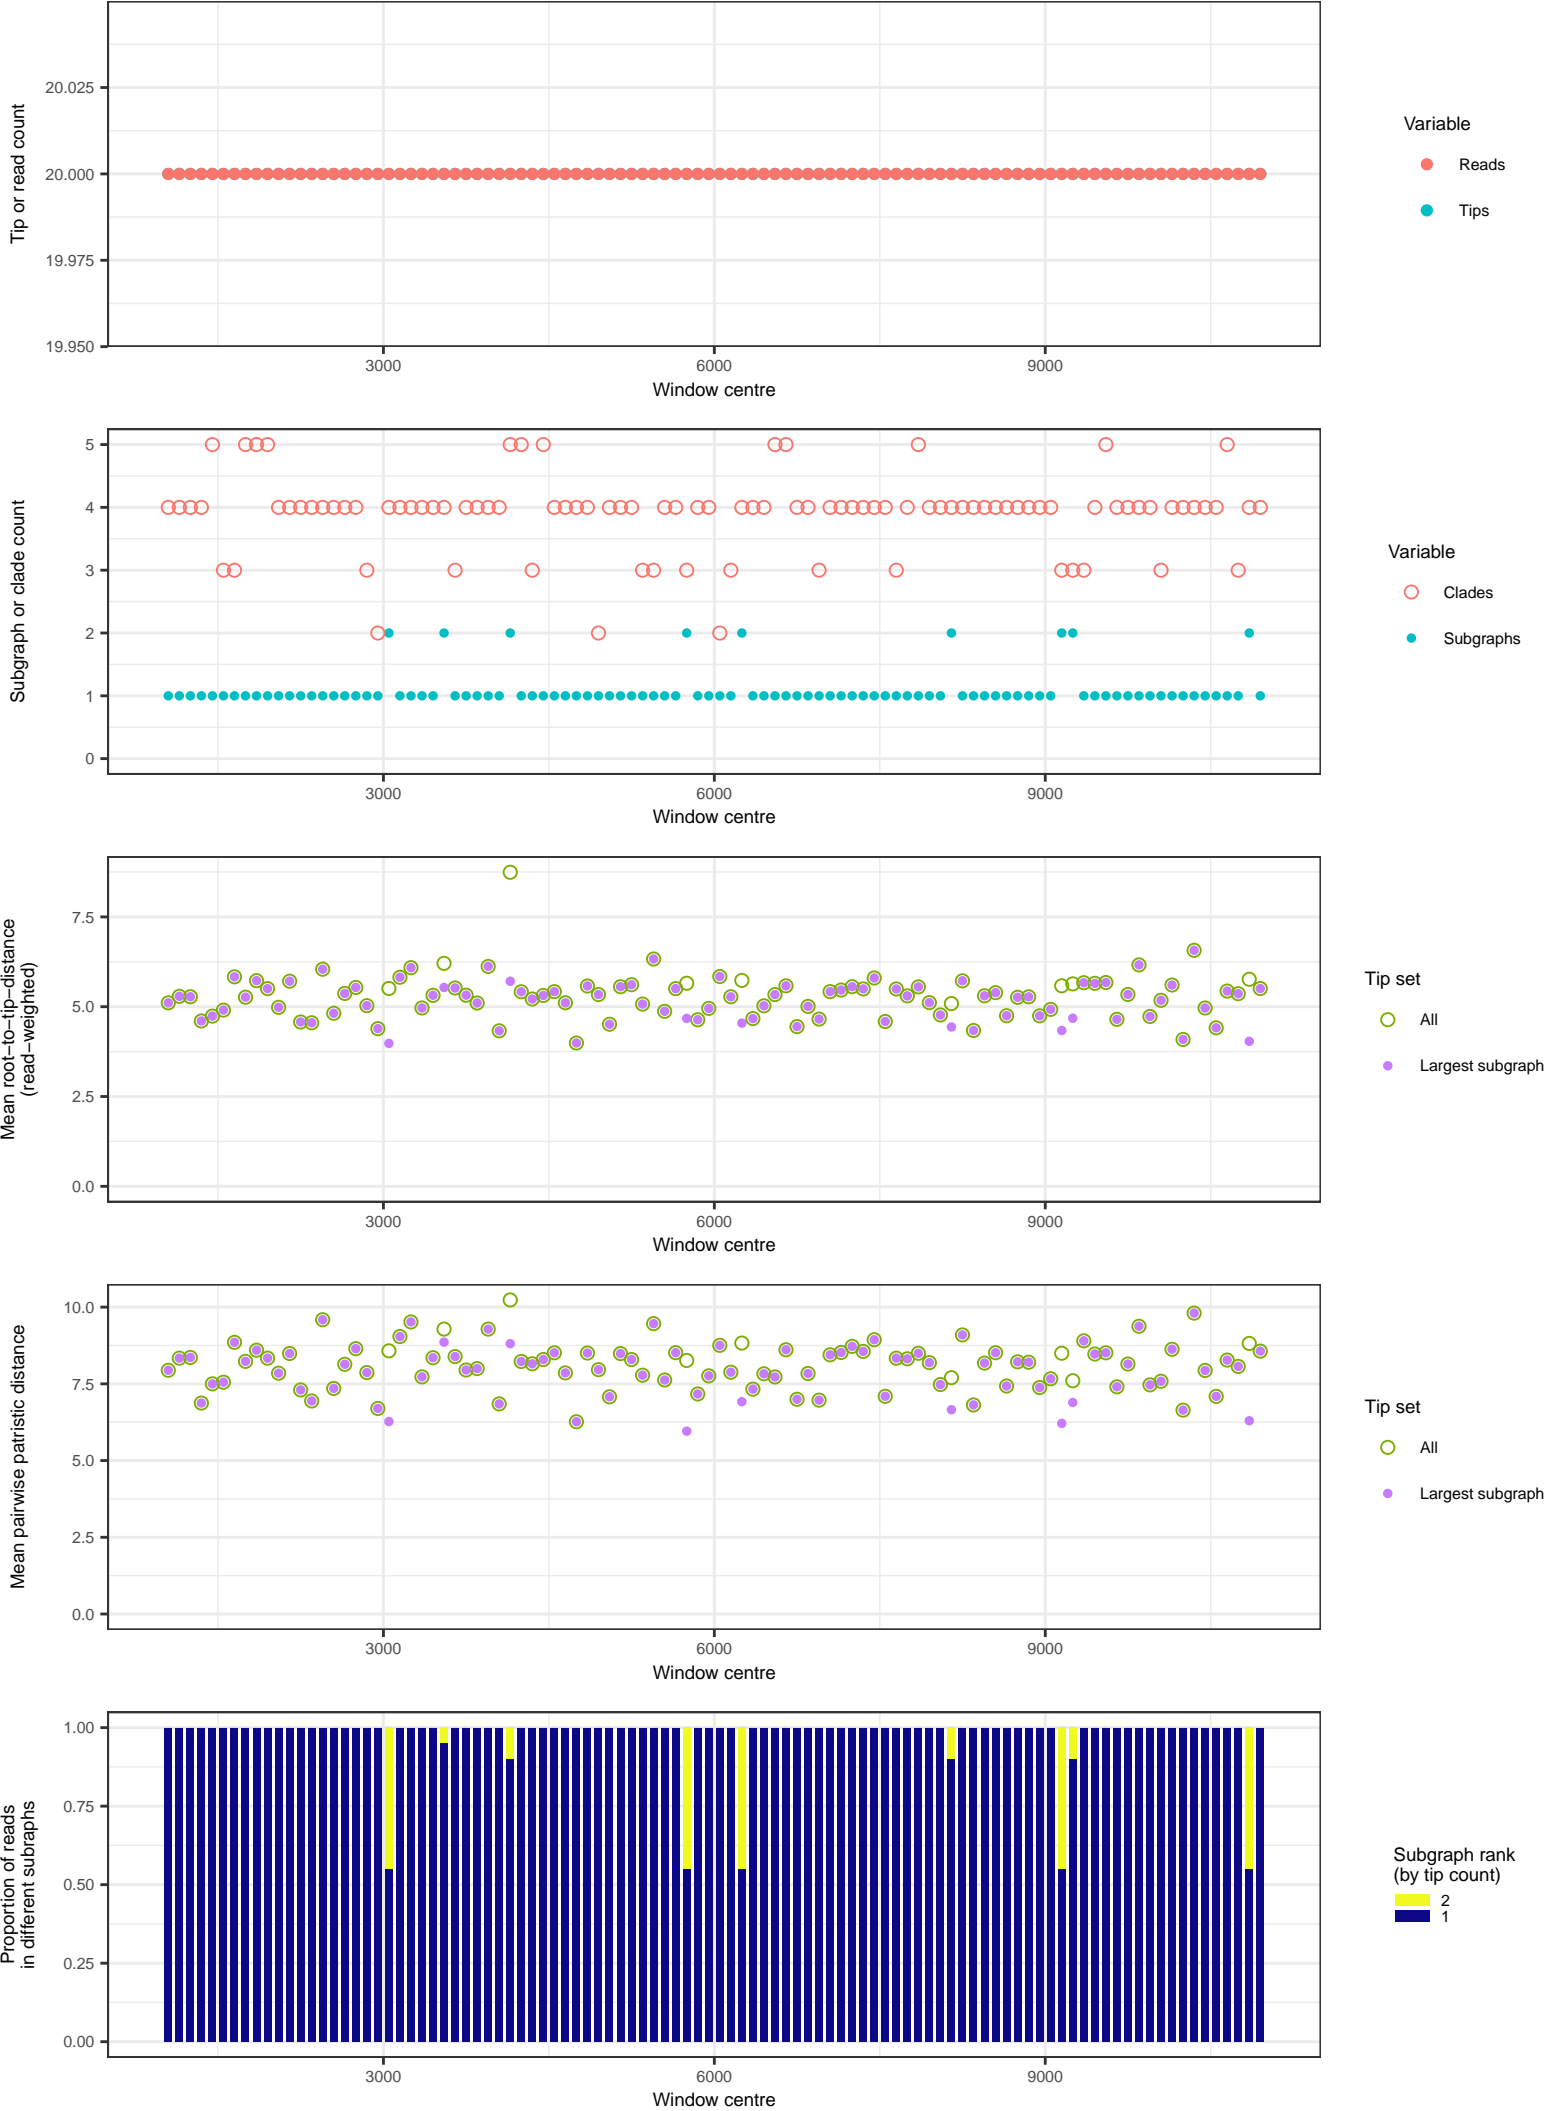 20.025
20.000
19.975
19.950
Tip or read count
3000
6000
9000
Window centre
Variable
Reads
Tips
5
4
3
2
1
0
Subgraph or clade count
3000
6000
9000
Window centre
Variable
Clades
Subgraphs
7.5
5.0
2.5
0.0
Mean root−to−tip−distance
(read−weighted)
3000
6000
9000
Window centre
Tip set
All
Largest subgraph
10.0
7.5
5.0
2.5
0.0
Mean pairwise patristic distance
3000
6000
9000
Window centre
Tip set
All
Largest subgraph
1.00
0.75
0.50
0.25
0.00
Proportion of reads
in different subraphs
3000
6000
9000
Window centre
Subgraph rank
(by tip count)
2
1